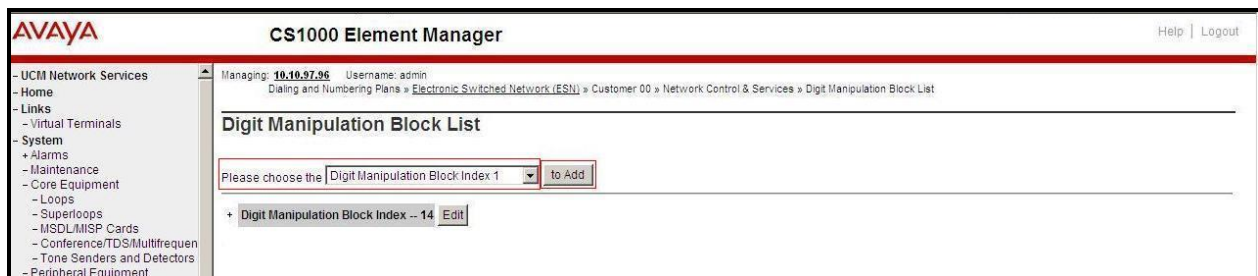 AVAYA
CS1000 Element Manager
Help | Logout
- UCM Network Services
- Home
- Links
- Virtual Terminals
- System
+ Alarms
- Maintenance
- Core Equipment
- Loops
- Superloops
- MSDL/MISP Cards
- Conference/TDS/Multifrequen
- Tone Senders and Detectors
- Peripheral Equipment
Managing: 10.10.97.96 Username: admin
Dialing and Numbering Plans » Electronic Switched Network (ESN) » Customer 00 » Network Control & Services » Digit Manipulation Block List
Digit Manipulation Block List
Please choose the Digit Manipulation Block Index 1 to Add
+ Digit Manipulation Block Index -- 14 Edit